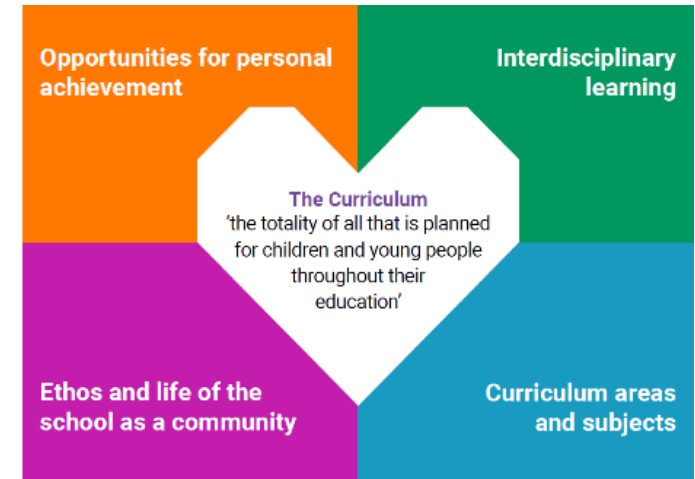 Opportunities for personal
achievement
Interdisciplinary
learning
The Curriculum
‘the totality of all that is planned
for children and young people
throughout their
education’
Ethos and life of the
school as a community
Curriculum areas
and subjects